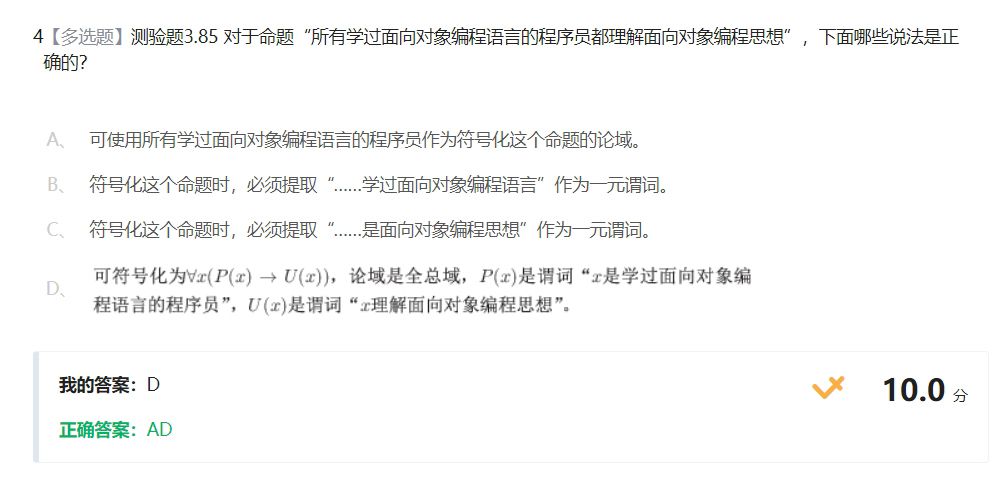 4【多选题】测验题3.85 对于命题“所有学过面向对象编程语言的程序员都理解面向对象编程思想”，下面哪些说法是正
确的?
A、 可使用所有学过面向对象编程语言的程序员作为符号化这个命题的论域。
B、 符号化这个命题时，必须提取“……学过面向对象编程语言”作为一元谓词。
C、 符号化这个命题时，必须提取“……是面向对象编程思想”作为一元谓词。
D、 可符号化为∀x(P(x) → U(x))，论域是全总域，P(x)是谓词“x是学过面向对象编
程语言的程序员”，U(x)是谓词“x理解面向对象编程思想”。
我的答案：D
10.0 分
正确答案：AD